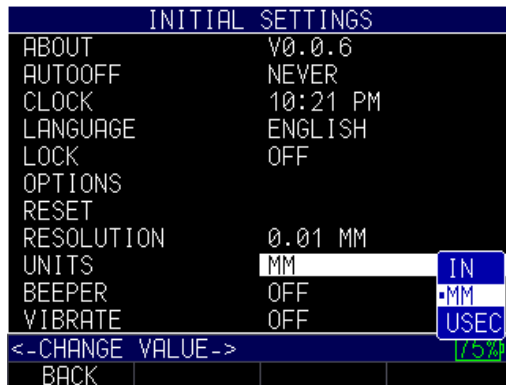 INITIAL SETTINGS
ABOUT V0.0.6
AUTOOFF NEVER
CLOCK 10:21 PM
LANGUAGE ENGLISH
LOCK OFF
OPTIONS
RESET
RESOLUTION 0.01 MM
UNITS MM
IN
▪MM
USEC
BEEPER OFF
VIBRATE OFF
<-CHANGE VALUE-> 75%
BACK